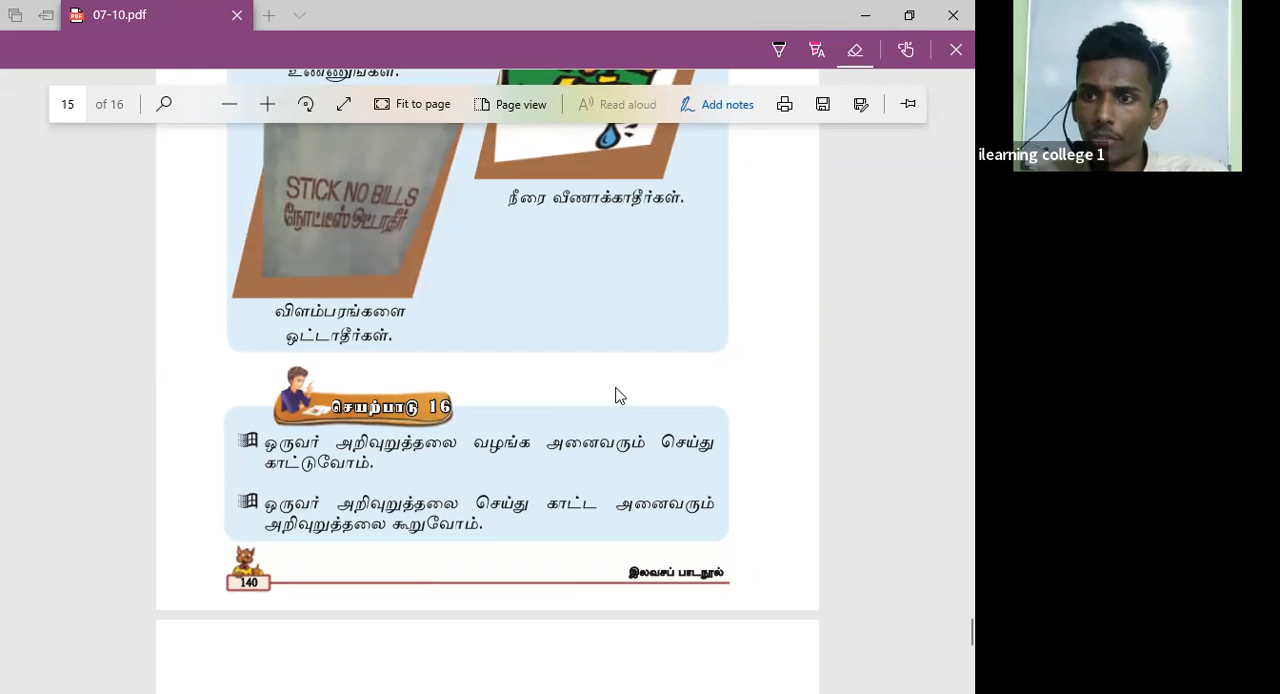 07-10.pdf
உண்ணுங்கள்.
15 of 16 Fit to page Page view Read aloud Add notes
ilearning college 1
STICK NO BILLS
நோட்டீஸ் ஒட்டாதீர்
நீரை வீணாக்காதீர்கள்.
விளம்பரங்களை
ஒட்டாதீர்கள்.
செயற்பாடு 16
ஒருவர் அறிவுறுத்தலை வழங்க அனைவரும் செய்து
காட்டுவோம்.
ஒருவர் அறிவுறுத்தலை செய்து காட்ட அனைவரும்
அறிவுறுத்தலை கூறுவோம்.
140
இலவசப் பாடநூல்